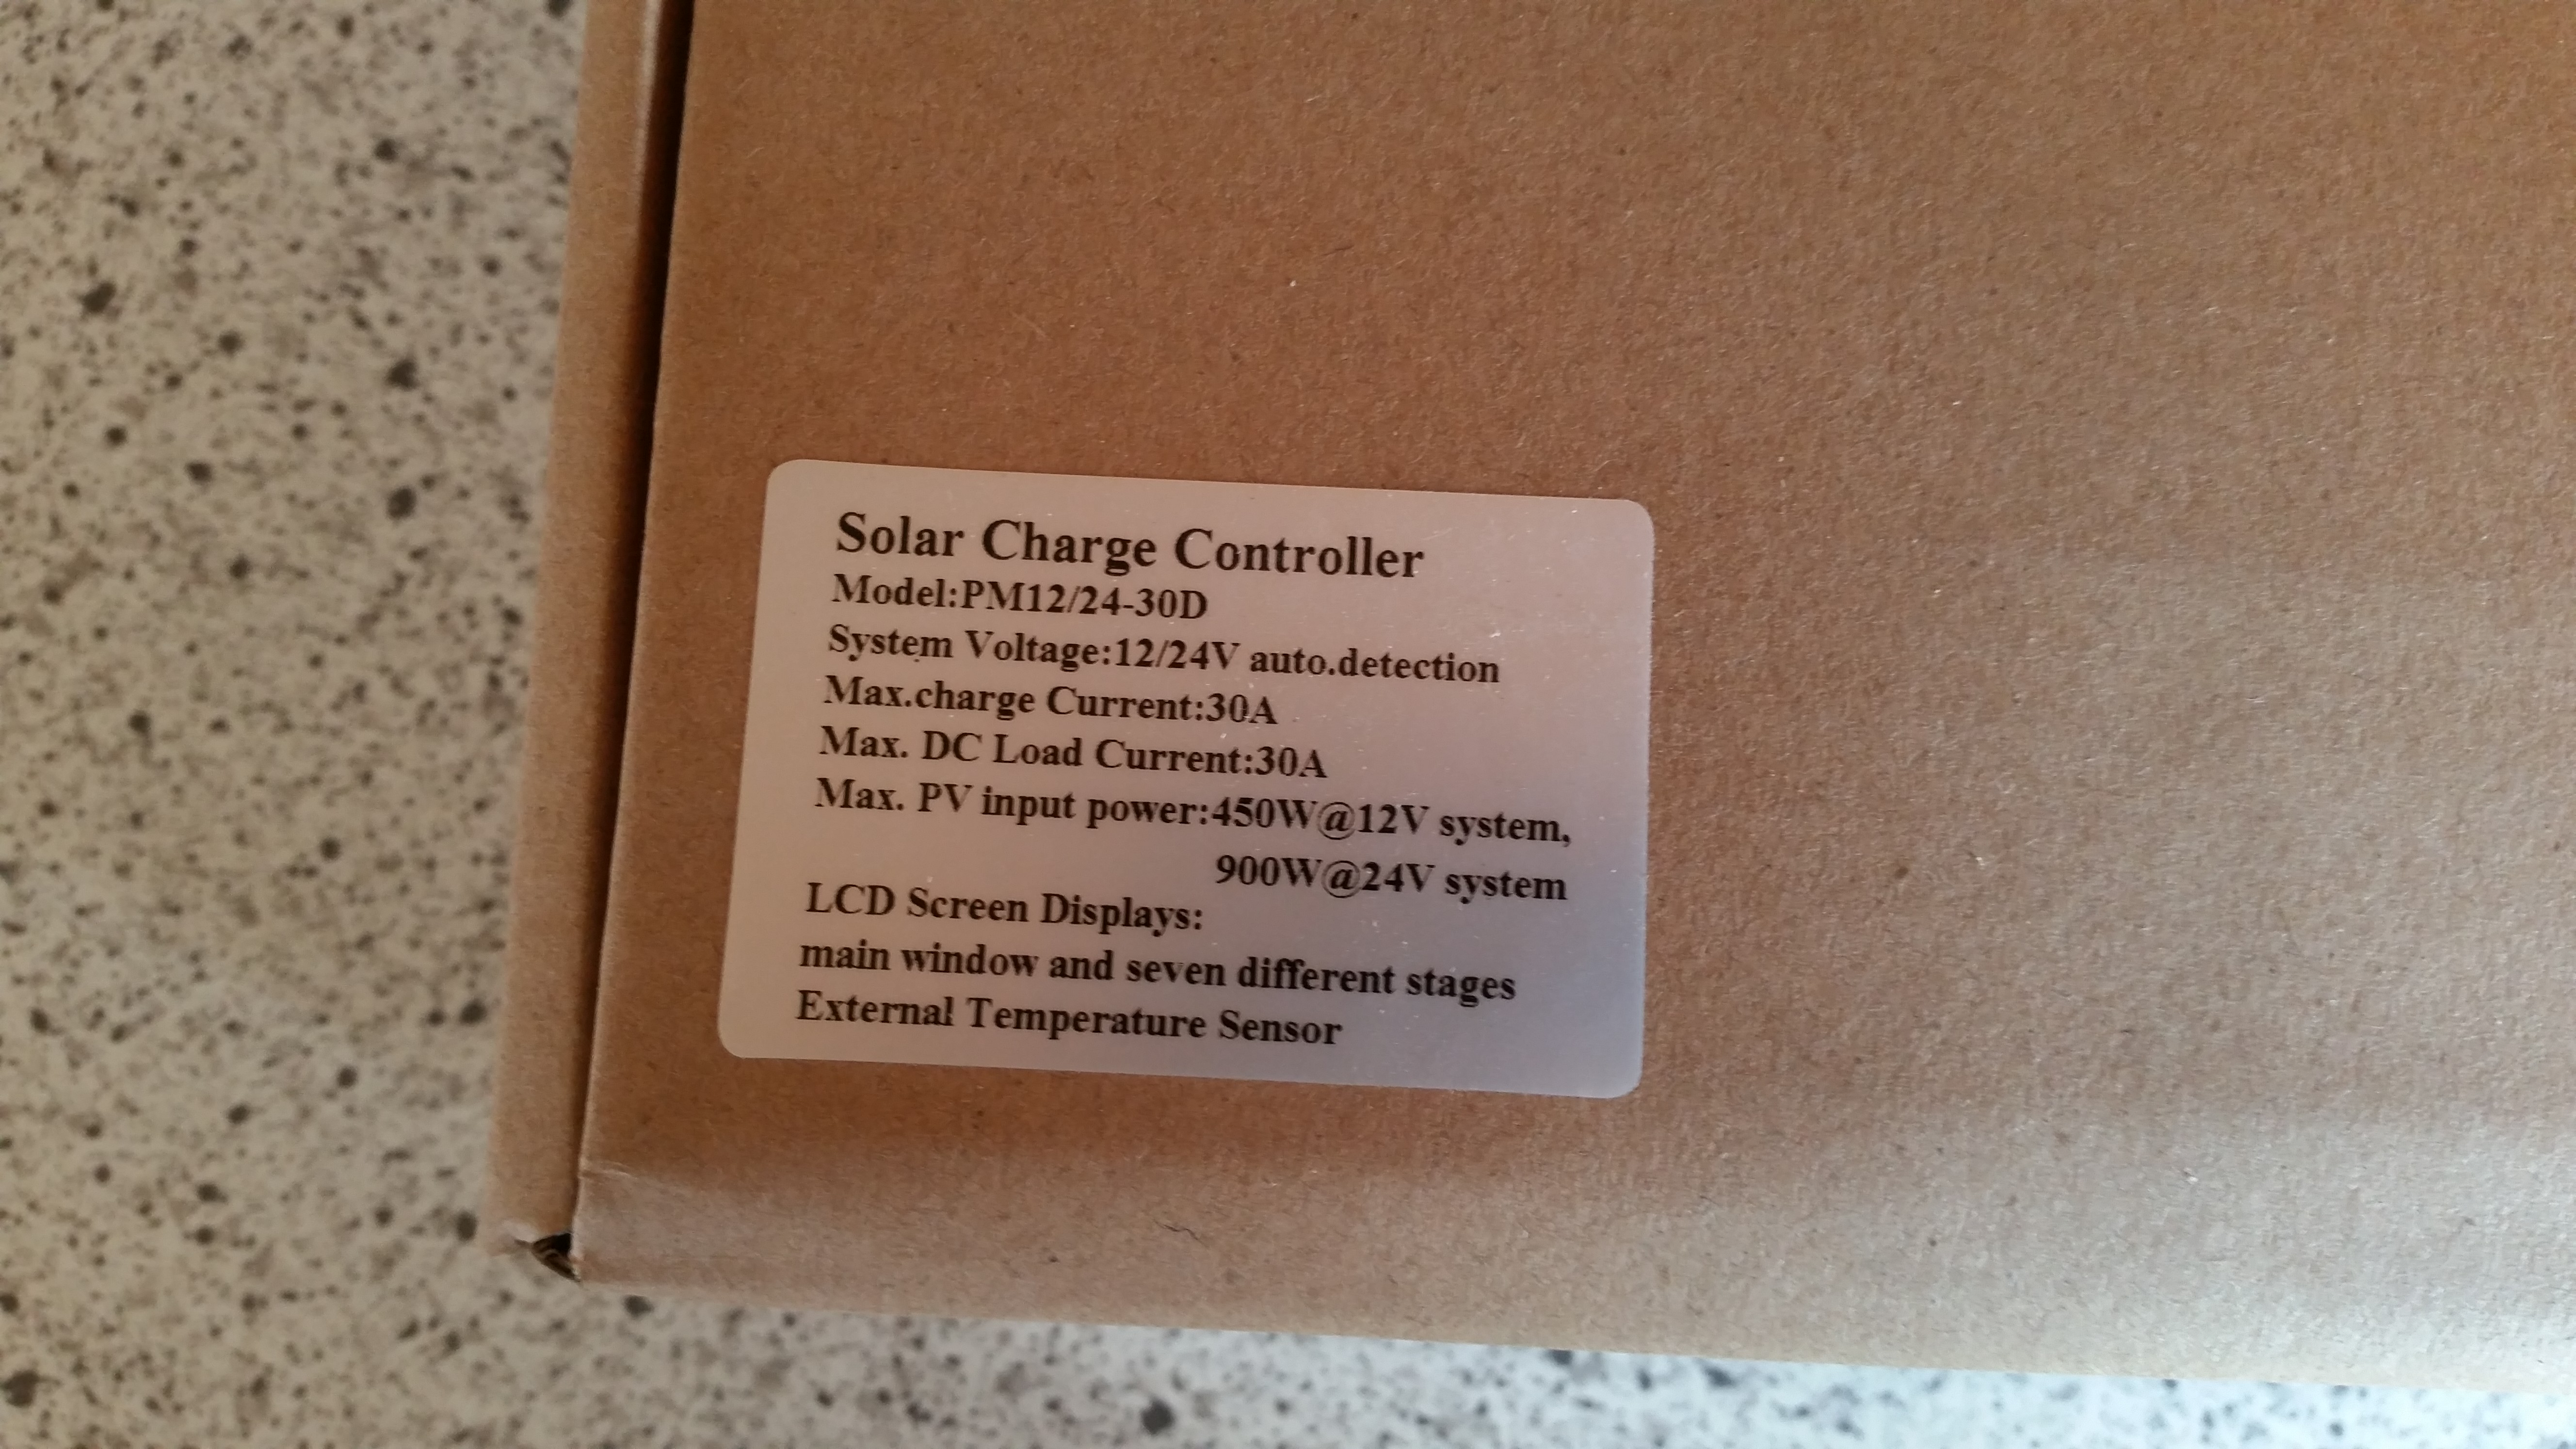 Solar Charge Controller
Model:PM12/24-30D
System Voltage:12/24V auto.detection
Max.charge Current:30A
Max. DC Load Current:30A
Max. PV input power:450W@12V system,
900W@24V system
LCD Screen Displays:
main window and seven different stages
External Temperature Sensor